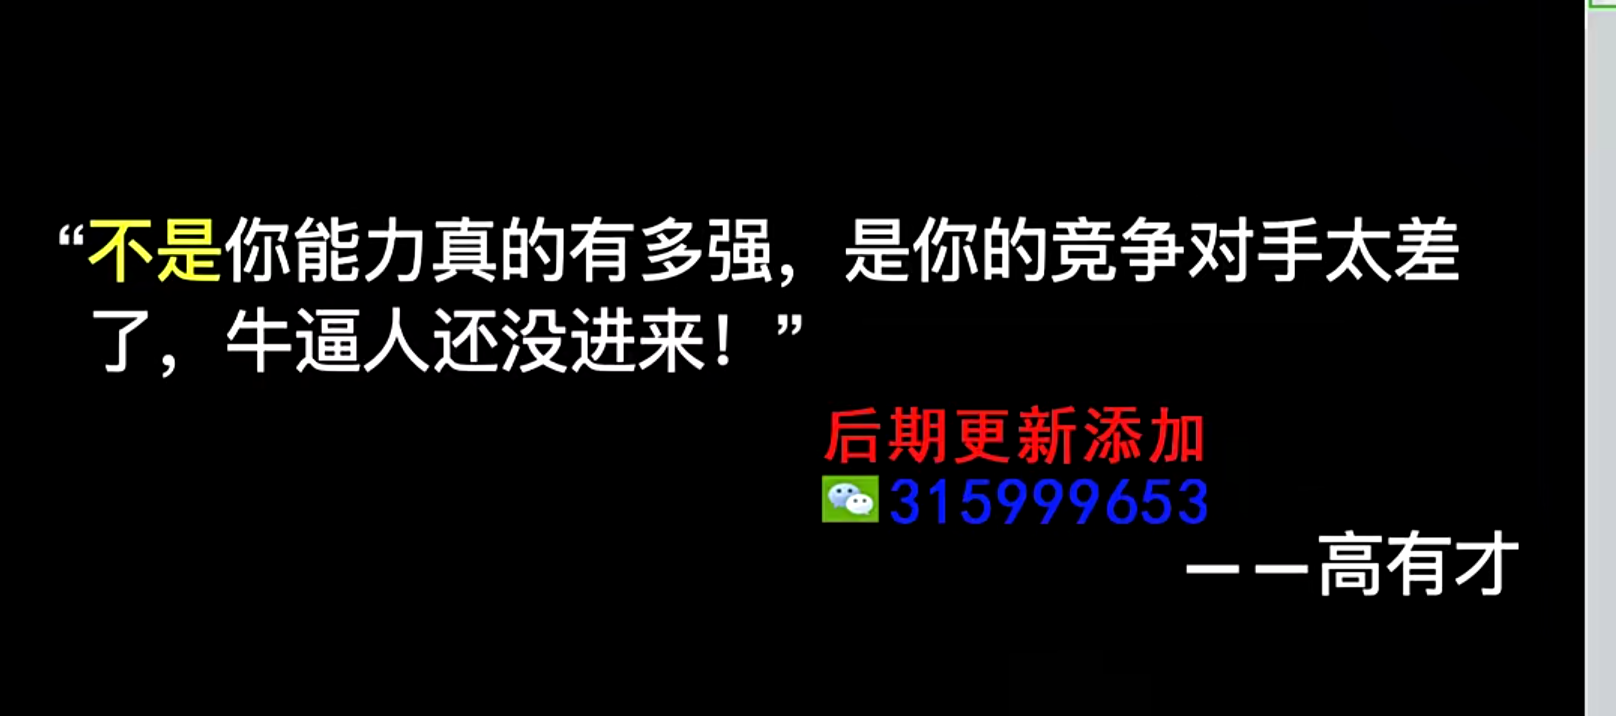 “不是你能力真的有多强，是你的竞争对手太差
了，牛逼人还没进来！”
后期更新添加
315999653
——高有才